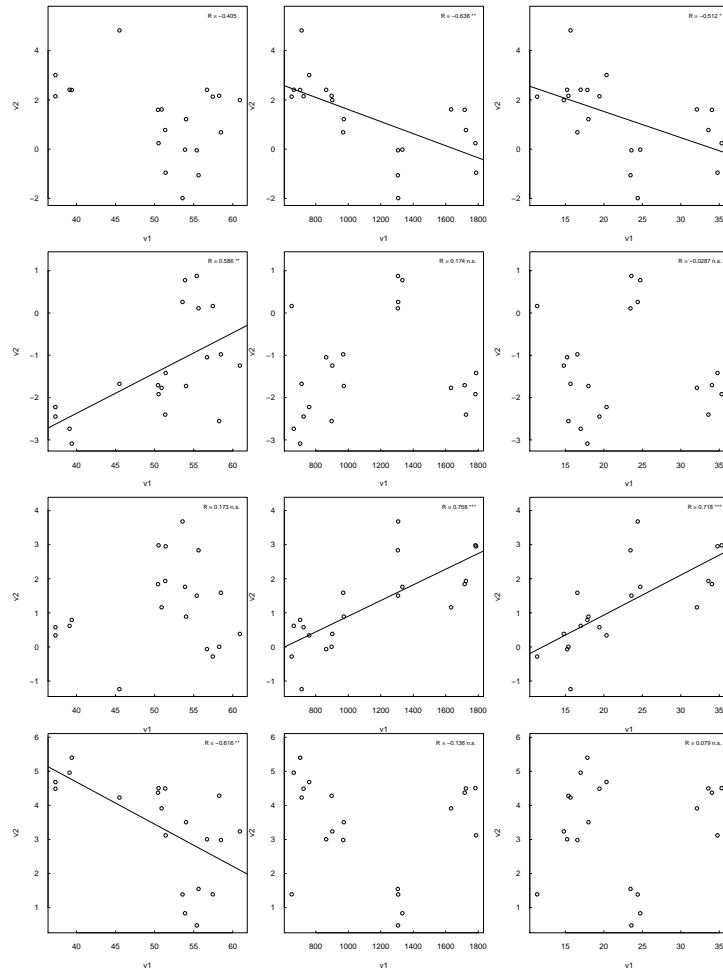 R = −0.405 .
4
2
0
−2
v2
40 45 50 55 60
v1
R = −0.636 **
4
2
0
−2
v2
800 1000 1200 1400 1600 1800
v1
R = −0.512 *
4
2
0
−2
v2
15 20 25 30 35
v1
R = 0.586 **
1
0
−1
−2
−3
v2
40 45 50 55 60
v1
R = 0.174 n.s.
1
0
−1
−2
−3
v2
800 1000 1200 1400 1600 1800
v1
R = −0.0287 n.s.
1
0
−1
−2
−3
v2
15 20 25 30 35
v1
R = 0.173 n.s.
4
3
2
1
0
−1
v2
40 45 50 55 60
v1
R = 0.758 ***
4
3
2
1
0
−1
v2
800 1000 1200 1400 1600 1800
v1
R = 0.718 ***
4
3
2
1
0
−1
v2
15 20 25 30 35
v1
R = −0.616 **
6
5
4
3
2
1
v2
40 45 50 55 60
v1
R = −0.136 n.s.
6
5
4
3
2
1
v2
800 1000 1200 1400 1600 1800
v1
R = 0.079 n.s.
6
5
4
3
2
1
v2
15 20 25 30 35
v1